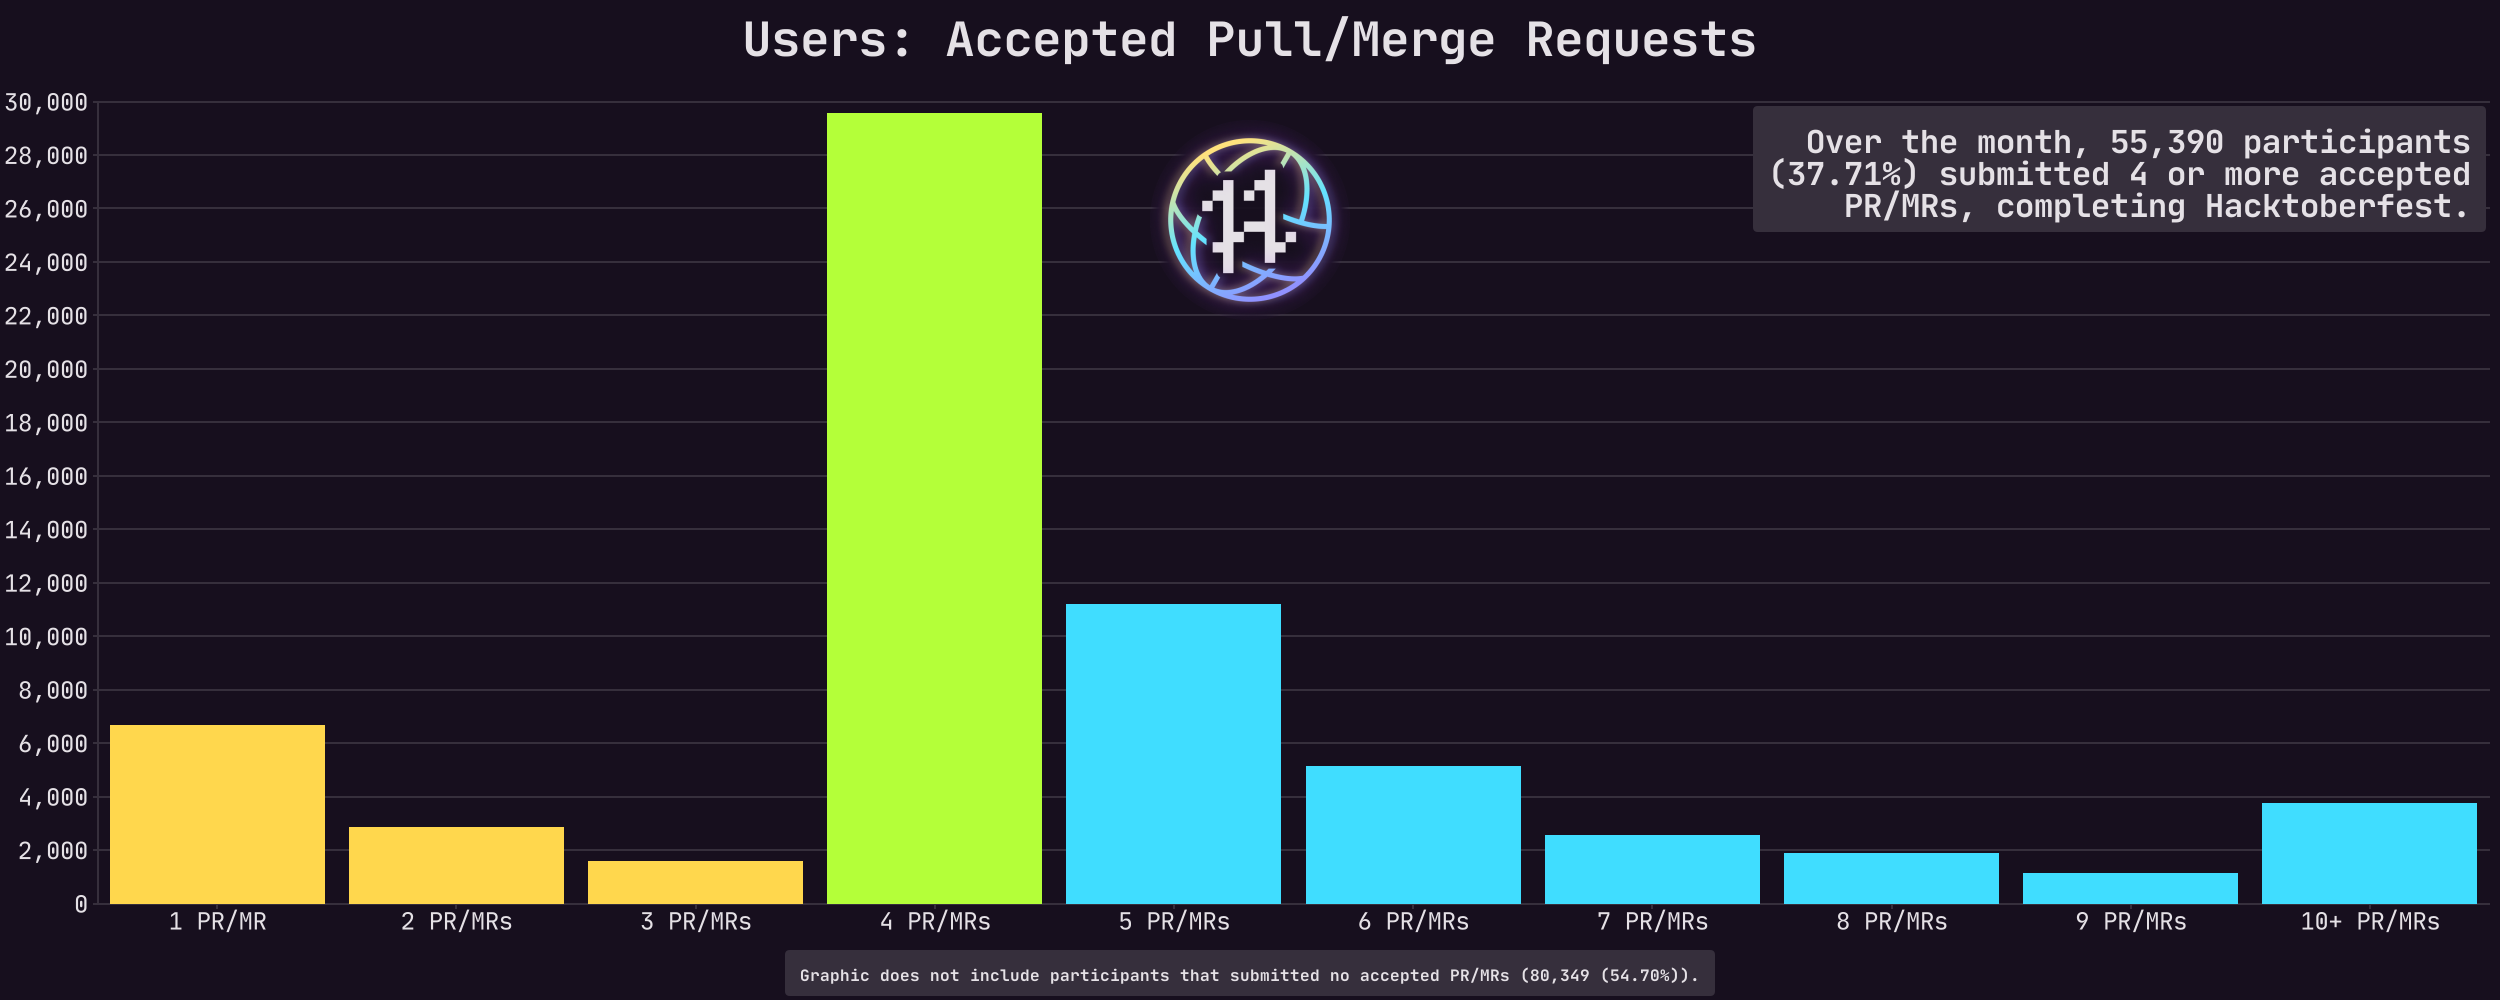 Users: Accepted Pull/Merge Requests
30,000
28,000
26,000
24,000
22,000
20,000
18,000
16,000
14,000
12,000
10,000
8,000
6,000
4,000
2,000
0
Over the month, 55,390 participants
(37.71%) submitted 4 or more accepted
PR/MRs, completing Hacktoberfest.
1 PR/MR
2 PR/MRs
3 PR/MRs
4 PR/MRs
5 PR/MRs
6 PR/MRs
7 PR/MRs
8 PR/MRs
9 PR/MRs
10+ PR/MRs
Graphic does not include participants that submitted no accepted PR/MRs (80,349 (54.70%)).